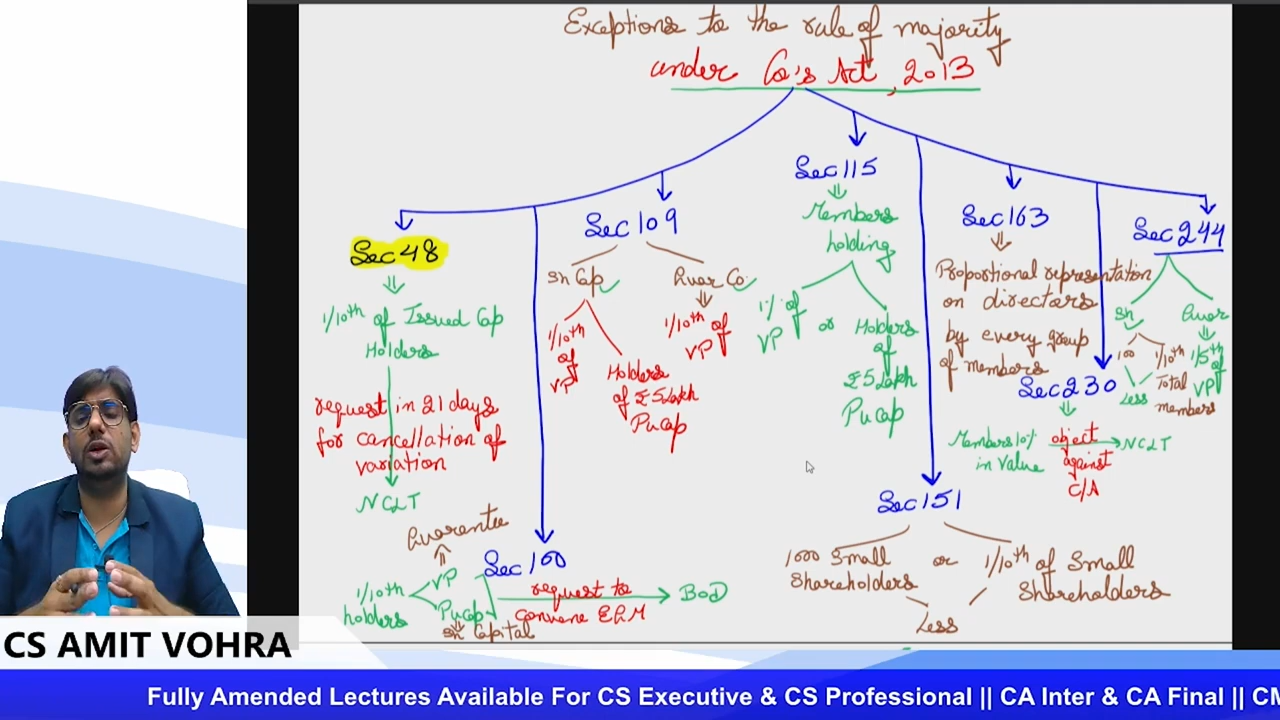 Exceptions to the rule of majority
under Co's Act, 2013
Sec 48
1/10th of Issued Cap
Holders
request in 21 days
for cancellation of
variation
NCLT
Sec 100
Guarantee
1/10th
holders
VP
Pucap
sh Capital
request to
convene EGM
BoD
Sec 109
sh Cap
Guar Co.
1/10th
of
VP
Holders
of ₹5 Lakh
Pucap
1/10th of
VP
Sec 115
Members
holding
1% of
VP
or
Holders
of
₹5 Lakh
Pu cap
Sec 151
1000 Small
Shareholders
or
1/10th of Small
Shareholders
Less
Sec 163
Proportional representation
on directors
by every group
of members
Sec 230
Members 10%
in Value
object
against
C/A
NCLT
Sec 244
Sh
Guar
100
1/10th
Total
members
Less
1/5th
of
VP
CS AMIT VOHRA
Fully Amended Lectures Available For CS Executive & CS Professional || CA Inter & CA Final || CM